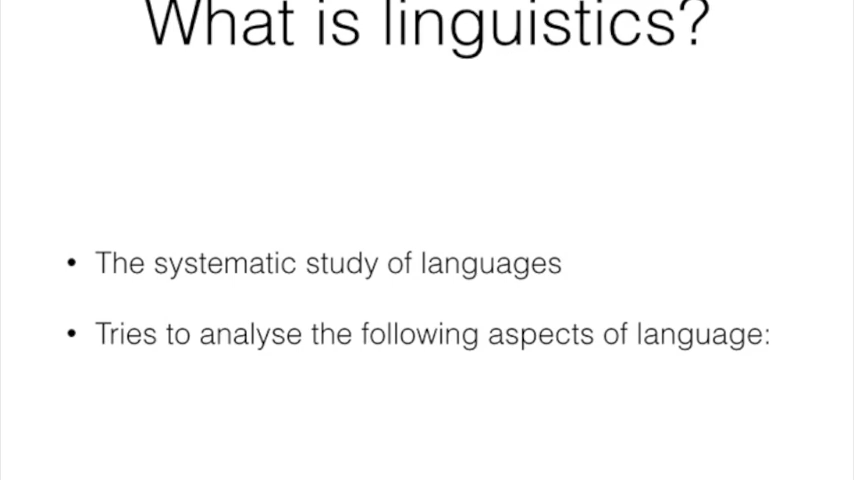 What is linguistics?
• The systematic study of languages
• Tries to analyse the following aspects of language: